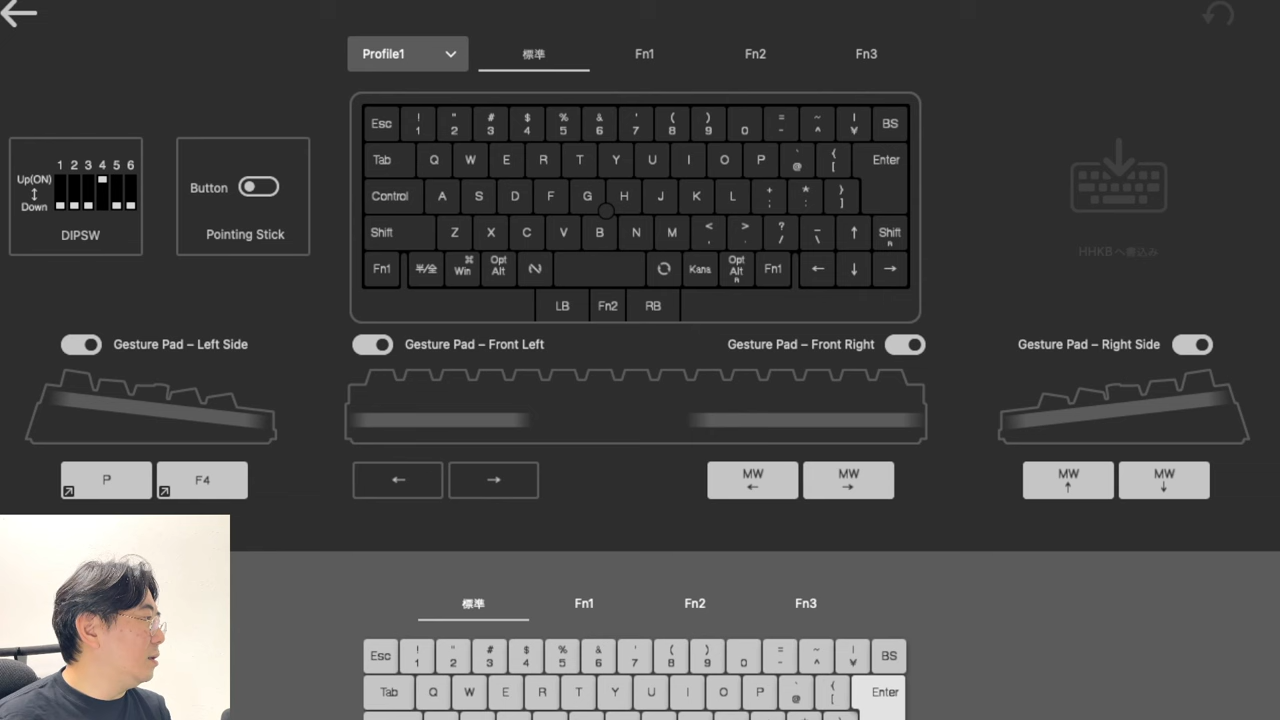 Profile1 標準 Fn1 Fn2 Fn3
1 2 3 4 5 6
Up(ON)
↕
Down
DIPSW
Button
Pointing Stick
Esc ! 1 " 2 # 3 $ 4 % 5 & 6 ' 7 ( 8 ) 9 0 = - ~ ^ | ¥ BS
Tab Q W E R T Y U I O P ` @ { [ Enter
Control A S D F G H J K L + ; * : } ]
Shift Z X C V B N M < , > . ? / _ \ ↑ Shift R
Fn1 半/全 ⌘ Win Opt Alt Kana Opt Alt R Fn1 ← ↓ →
LB Fn2 RB
HHKBへ書込み
Gesture Pad – Left Side Gesture Pad – Front Left Gesture Pad – Front Right Gesture Pad – Right Side
P F4 ← → MW ← MW → MW ↑ MW ↓
標準 Fn1 Fn2 Fn3
Esc ! 1 " 2 # 3 $ 4 % 5 & 6 ' 7 ( 8 ) 9 0 = - ~ ^ | ¥ BS
Tab Q W E R T Y U I O P ` @ { [ Enter